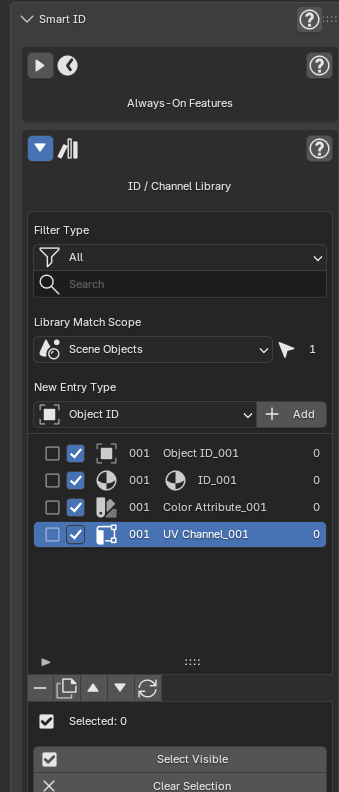 Smart ID
Always-On Features
ID / Channel Library
Filter Type
All
Search
Library Match Scope
Scene Objects 1
New Entry Type
Object ID Add
001 Object ID_001 0
001 ID_001 0
001 Color Attribute_001 0
001 UV Channel_001 0
Selected: 0
Select Visible
Clear Selection